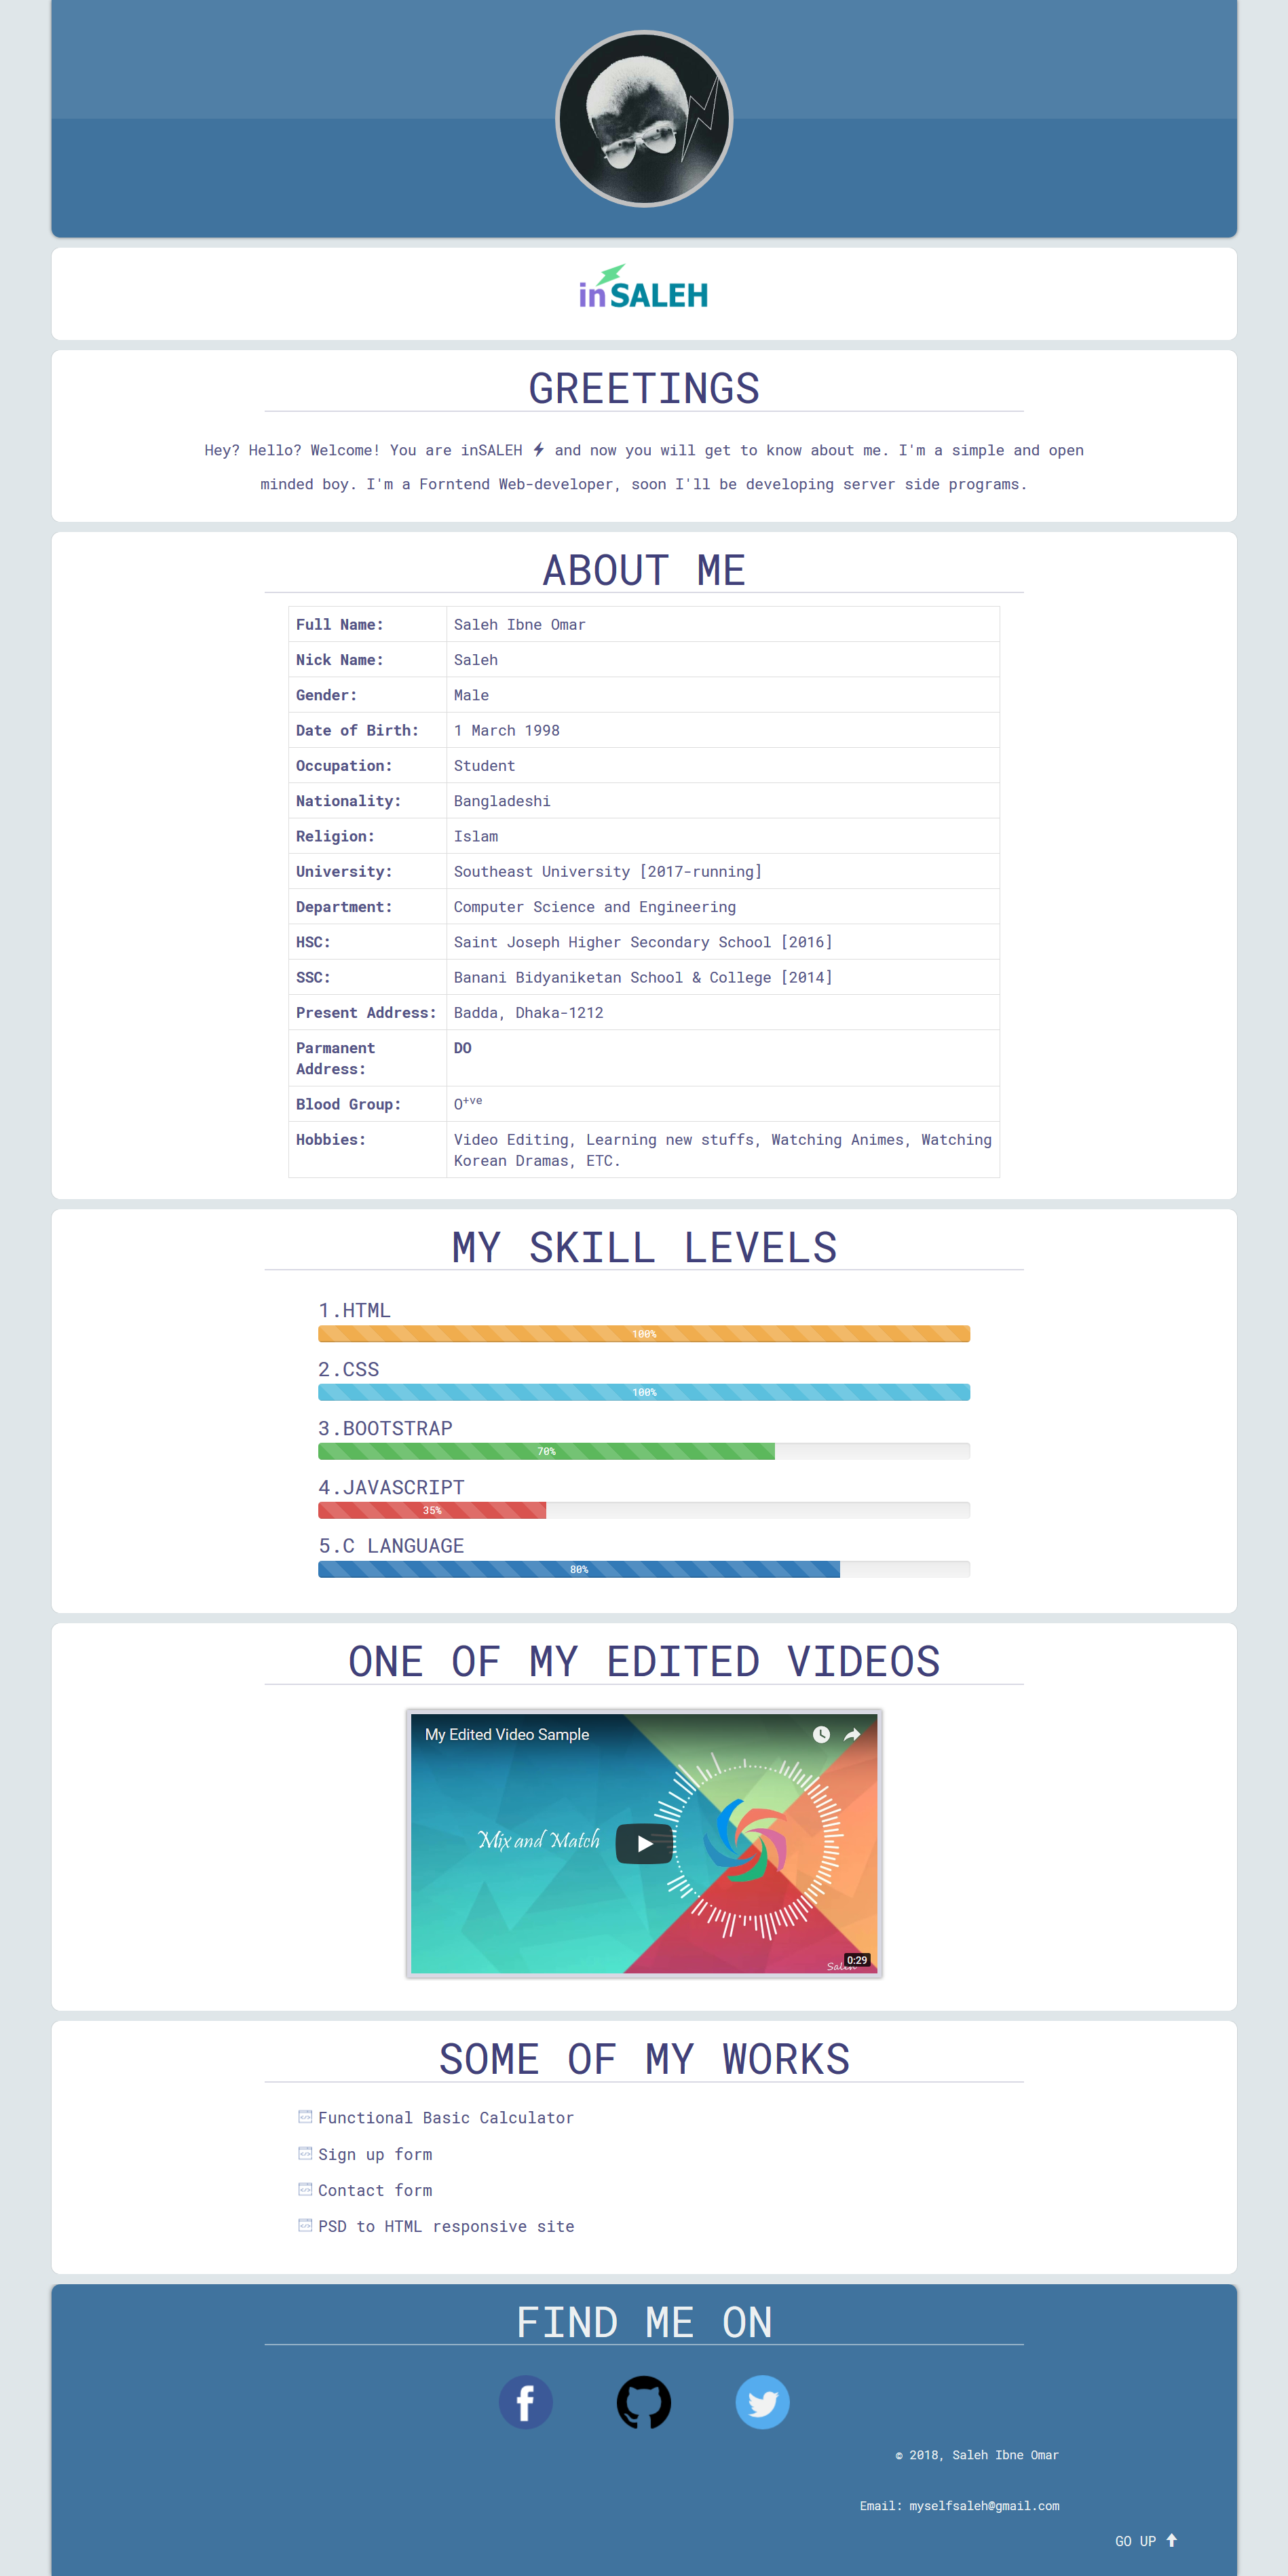 inSALEH
GREETINGS
Hey? Hello? Welcome! You are inSALEH and now you will get to know about me. I'm a simple and open
minded boy. I'm a Forntend Web-developer, soon I'll be developing server side programs.
ABOUT ME
Full Name: Saleh Ibne Omar
Nick Name: Saleh
Gender: Male
Date of Birth: 1 March 1998
Occupation: Student
Nationality: Bangladeshi
Religion: Islam
University: Southeast University [2017-running]
Department: Computer Science and Engineering
HSC: Saint Joseph Higher Secondary School [2016]
SSC: Banani Bidyaniketan School & College [2014]
Present Address: Badda, Dhaka-1212
Parmanent DO
Address:
Blood Group: O+ve
Hobbies: Video Editing, Learning new stuffs, Watching Animes, Watching
Korean Dramas, ETC.
MY SKILL LEVELS
1.HTML
100%
2.CSS
100%
3.BOOTSTRAP
70%
4.JAVASCRIPT
35%
5.C LANGUAGE
80%
ONE OF MY EDITED VIDEOS
My Edited Video Sample
Mix and Match
0:29
Saleh
SOME OF MY WORKS
Functional Basic Calculator
Sign up form
Contact form
PSD to HTML responsive site
FIND ME ON
© 2018, Saleh Ibne Omar
Email: myselfsaleh@gmail.com
GO UP